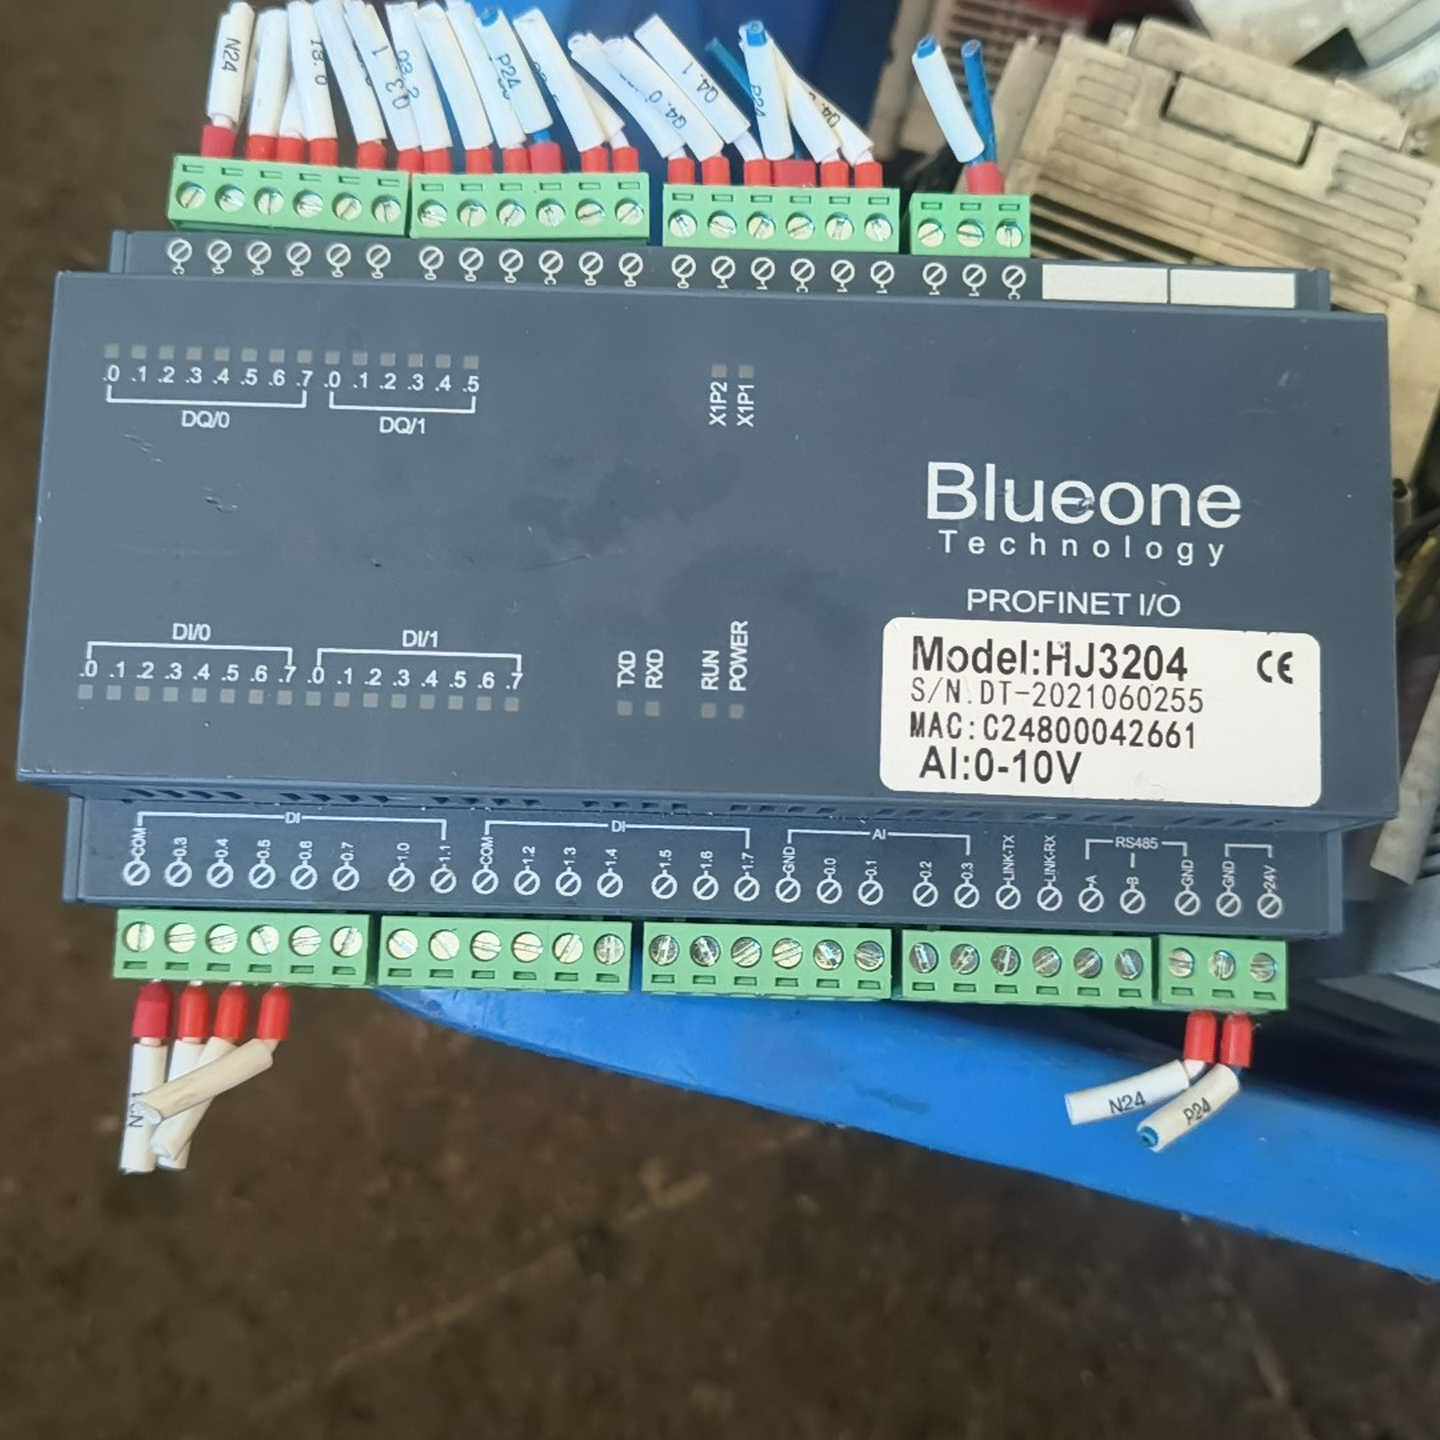 N24
P24
Q4.0
Q4.1
P24
.0 .1 .2 .3 .4 .5 .6 .7 .0 .1 .2 .3 .4 .5
DQ/0 DQ/1
X1P2
X1P1
Blueone
Technology
PROFINET I/O
Model:HJ3204 CE
S/N.DT-2021060255
MAC:C24800042661
AI:0-10V
DI/0 DI/1
.0 .1 .2 .3 .4 .5 .6 .7 .0 .1 .2 .3 .4 .5 .6 .7
TXD
RXD
RUN
POWER
DI DI AI RS485
COM 0.3 0.4 0.5 0.6 0.7 1.0 1.1 COM 1.2 1.3 1.4 1.5 1.6 1.7 GND 0.0 0.1 0.2 0.3 LINK-TX LINK-RX A B GND GND 24V
N24
P24